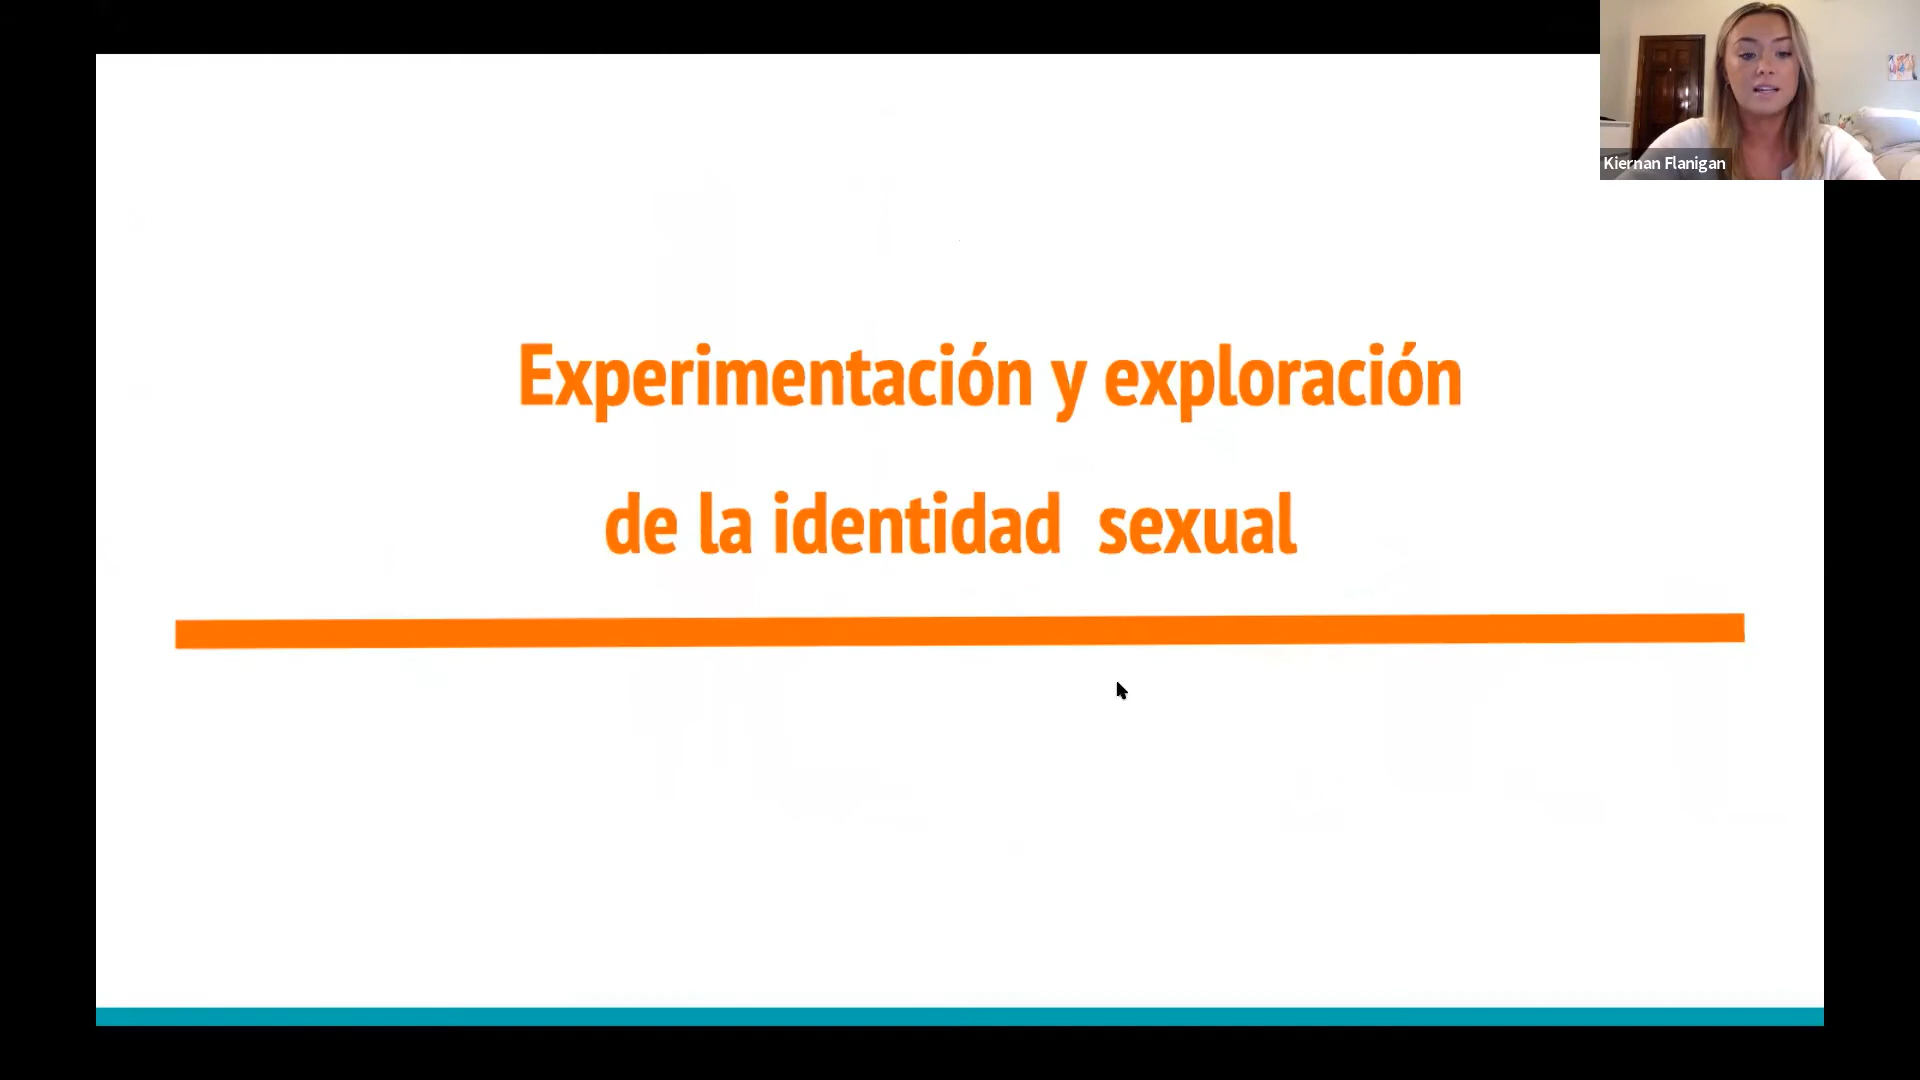 Kiernan Flanigan
Experimentación y exploración
de la identidad sexual